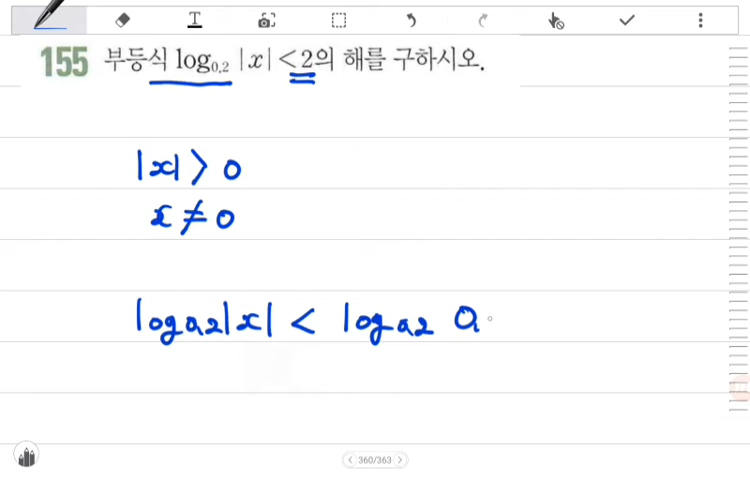 155 부등식 log₀.₂ |x| < 2의 해를 구하시오.
|x| > 0
x ≠ 0
log₀.₂|x| < log₀.₂ 0
360/363